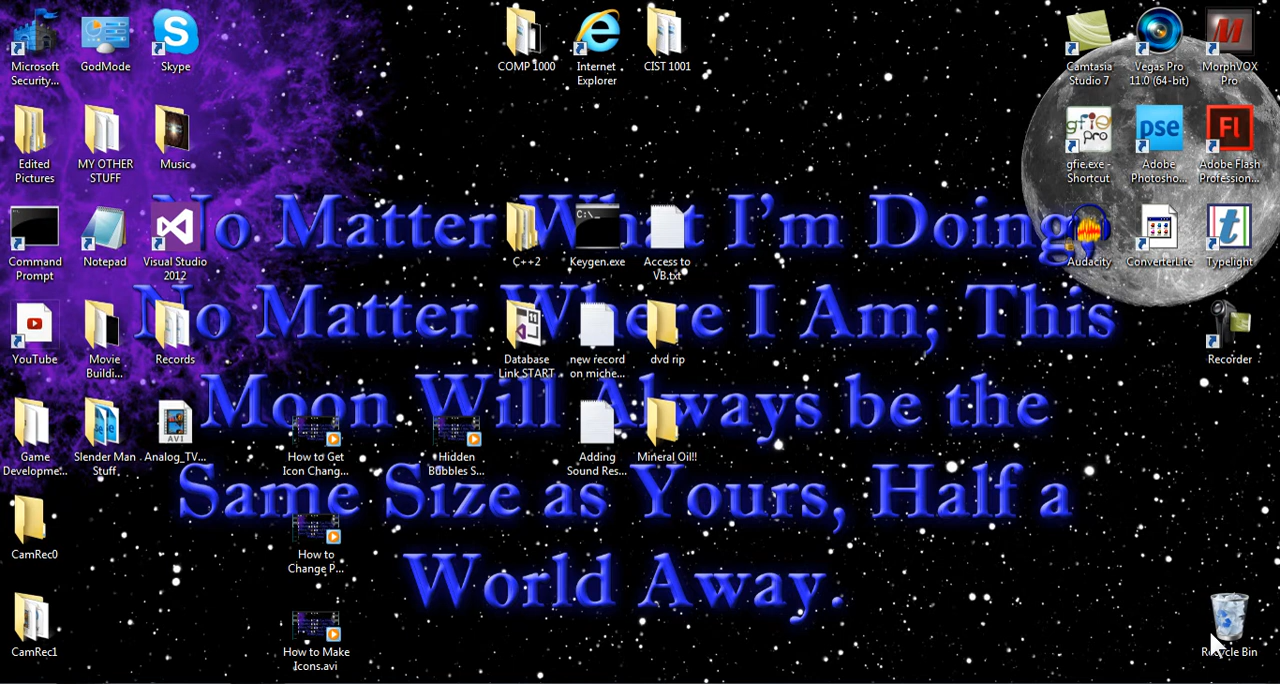 Microsoft
Security...
GodMode
Skype
COMP 1000
Internet
Explorer
CIST 1001
Camtasia
Studio 7
Vegas Pro
11.0 (64-bit)
MorphVOX
Pro
Edited
Pictures
MY OTHER
STUFF
Music
gfie pro
gfie.exe -
Shortcut
pse
Adobe
Photosho...
Fl
Adobe Flash
Profession...
No Matter What I'm Doing,
Command
Prompt
Notepad
Visual Studio
2012
C++2
C:\_
Keygen.exe
Access to
VB.txt
Audacity
ConverterLite
t
Typelight
No Matter Where I Am; This
YouTube
Movie
Buildi...
Records
Database
Link START
new record
on miche...
dvd rip
Recorder
Moon Will Always be the
Game
Developme...
Slender Man
Stuff
AVI
Analog_TV...
How to Get
Icon Chang...
Hidden
Bubbles S...
Adding
Sound Res...
Mineral Oil!!
Same Size as Yours, Half a
CamRec0
How to
Change P...
World Away.
CamRec1
How to Make
Icons.avi
Recycle Bin